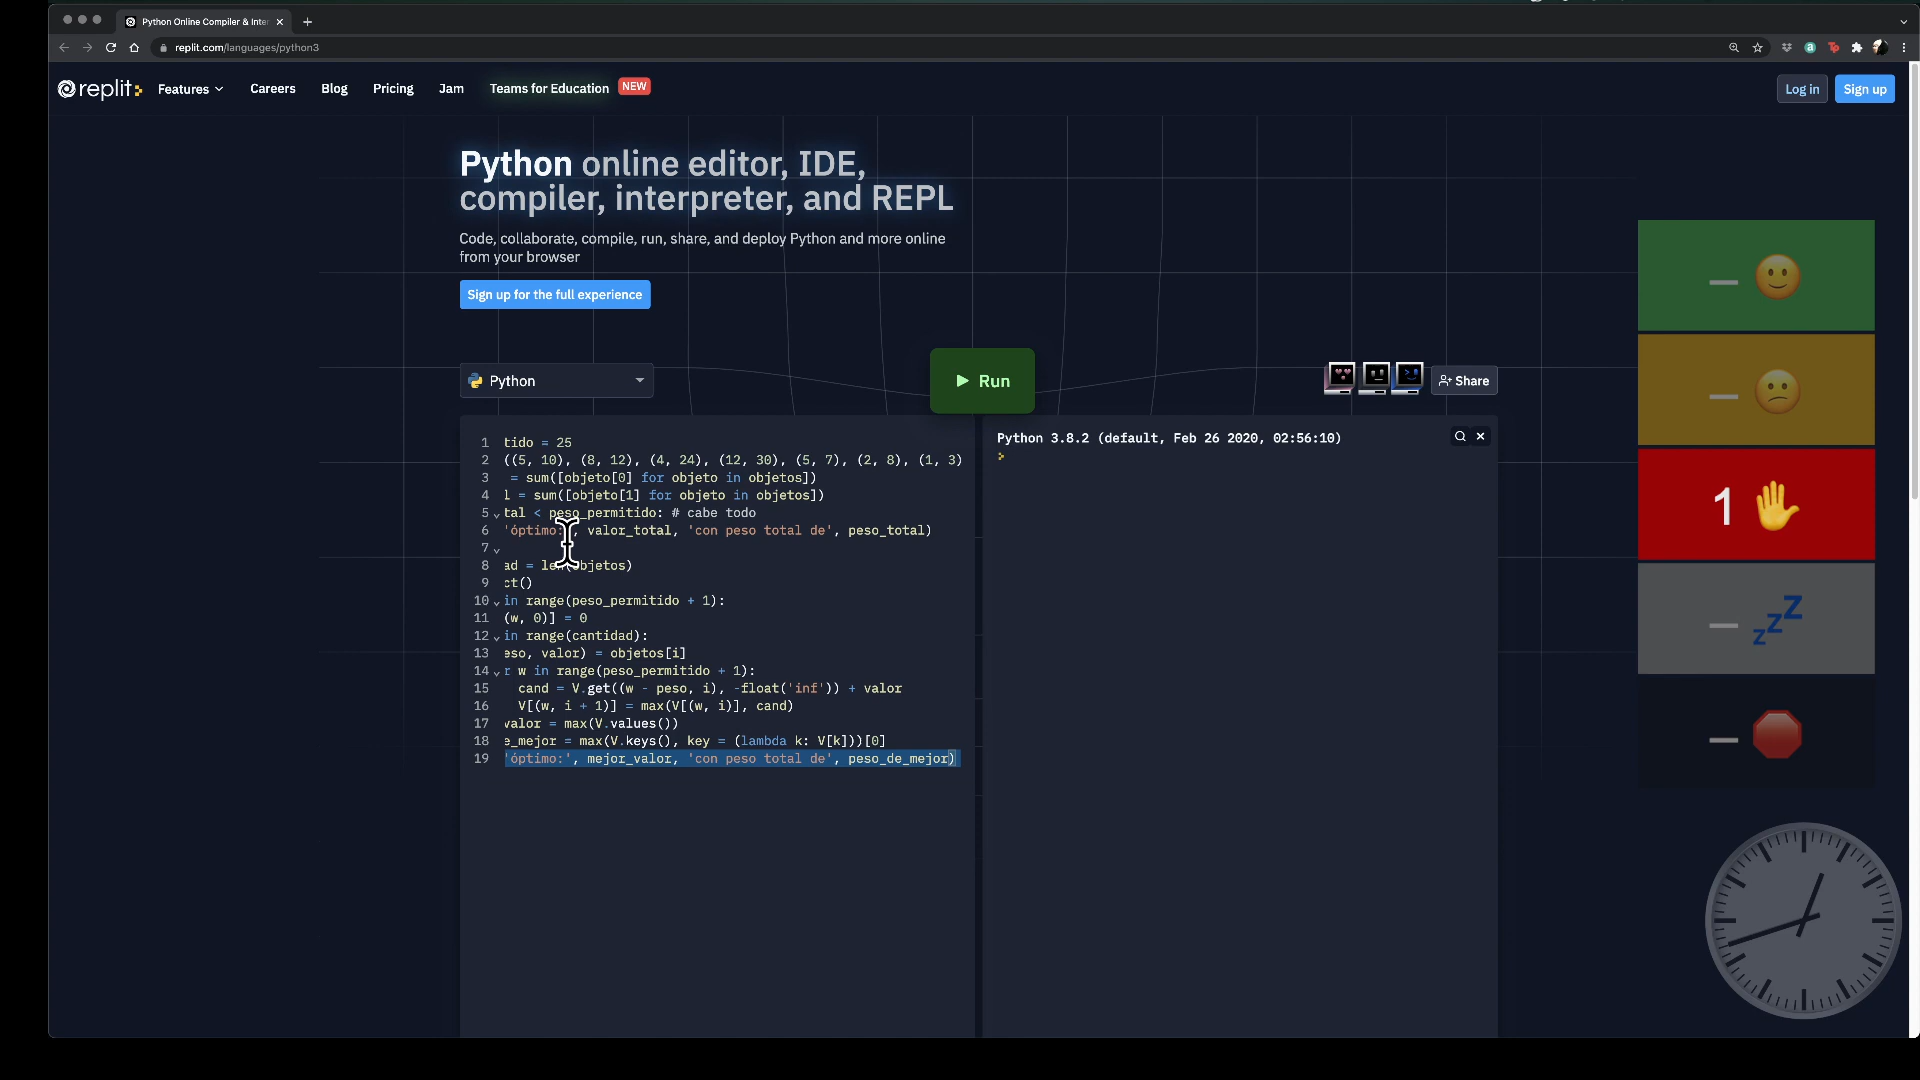 Python Online Compiler & Inter
replit.com/languages/python3
replit
Features
Careers
Blog
Pricing
Jam
Teams for Education
NEW
Log in
Sign up
Python online editor, IDE,
compiler, interpreter, and REPL
Code, collaborate, compile, run, share, and deploy Python and more online
from your browser
Sign up for the full experience
Python
Run
Share
1 tido = 25
2 ((5, 10), (8, 12), (4, 24), (12, 30), (5, 7), (2, 8), (1, 3)
3 = sum([objeto[0] for objeto in objetos])
4 l = sum([objeto[1] for objeto in objetos])
5 tal < peso_permitido: # cabe todo
6 'óptimo:', valor_total, 'con peso total de', peso_total)
7
8 ad = len(objetos)
9 ct()
10 in range(peso_permitido + 1):
11 (w, 0)] = 0
12 in range(cantidad):
13 eso, valor) = objetos[i]
14 r w in range(peso_permitido + 1):
15 cand = V.get((w - peso, i), -float('inf')) + valor
16 V[(w, i + 1)] = max(V[(w, i)], cand)
17 valor = max(V.values())
18 e_mejor = max(V.keys(), key = (lambda k: V[k]))[0]
19 'óptimo:', mejor_valor, 'con peso total de', peso_de_mejor)
Python 3.8.2 (default, Feb 26 2020, 02:56:10)
–
–
1
–
zzZ
–